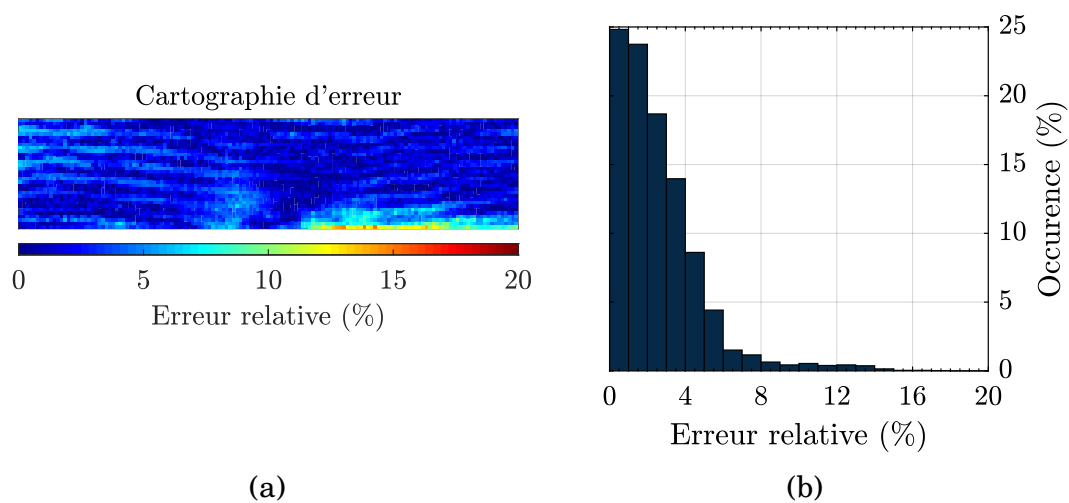 Cartographie d'erreur
0 5 10 15 20
Erreur relative (%)
(a)
25
20
15
10
5
0
Occurence (%)
0 4 8 12 16 20
Erreur relative (%)
(b)